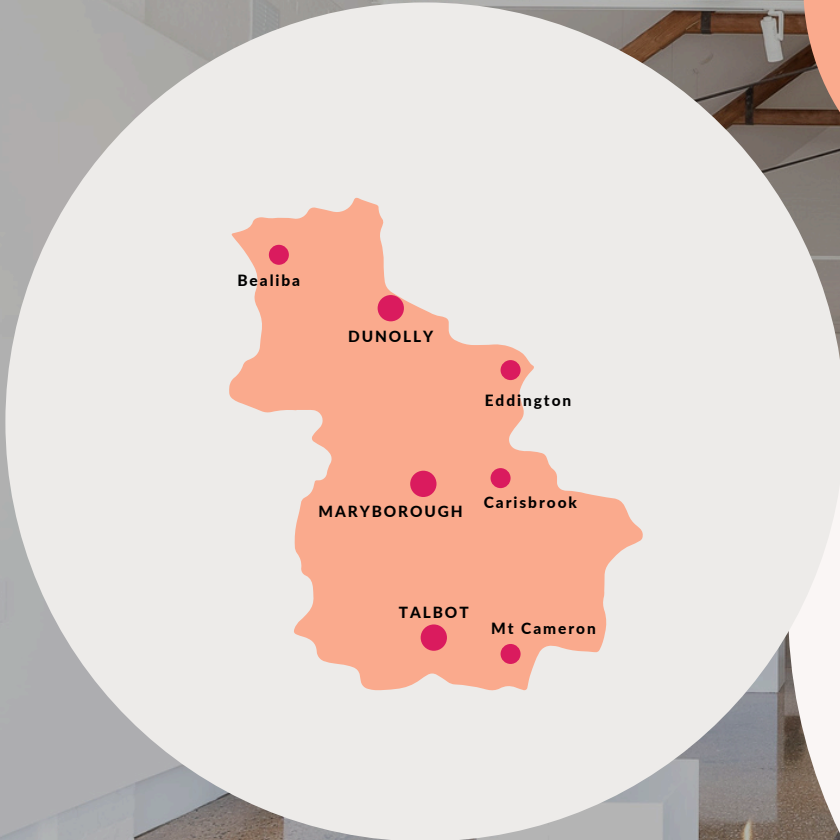 Bealiba
DUNOLLY
Eddington
MARYBOROUGH
Carisbrook
TALBOT
Mt Cameron